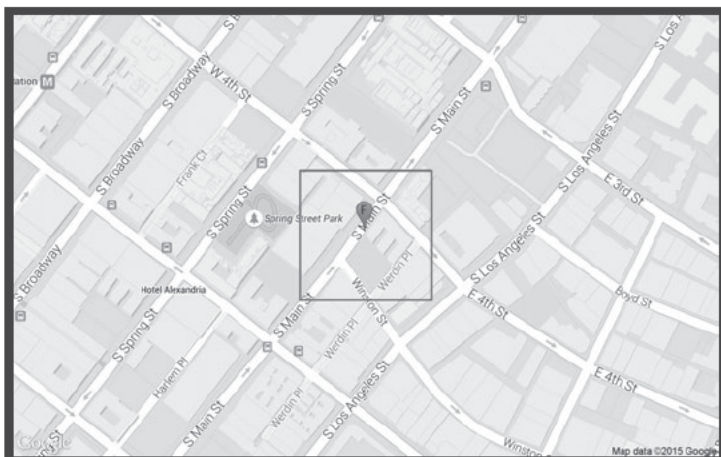 S Los A
S Broadway
S Spring St
ation M
W 4th St
S Main St
S Los Angeles St
S Broadway
Frank Ct
E 3rd St
S Spring St
Spring Street Park
F
S Main St
S Los Angeles St
S Broadway
Werdin Pl
Hotel Alexandria
Winston St
Boyd St
E 4th St
S Main St
S Spring St
Werdin Pl
Harlem Pl
E 4th St
Werdin Pl
S Los Angeles St
S Main St
Winston St
Google
S Spring St
Map data ©2015 Google